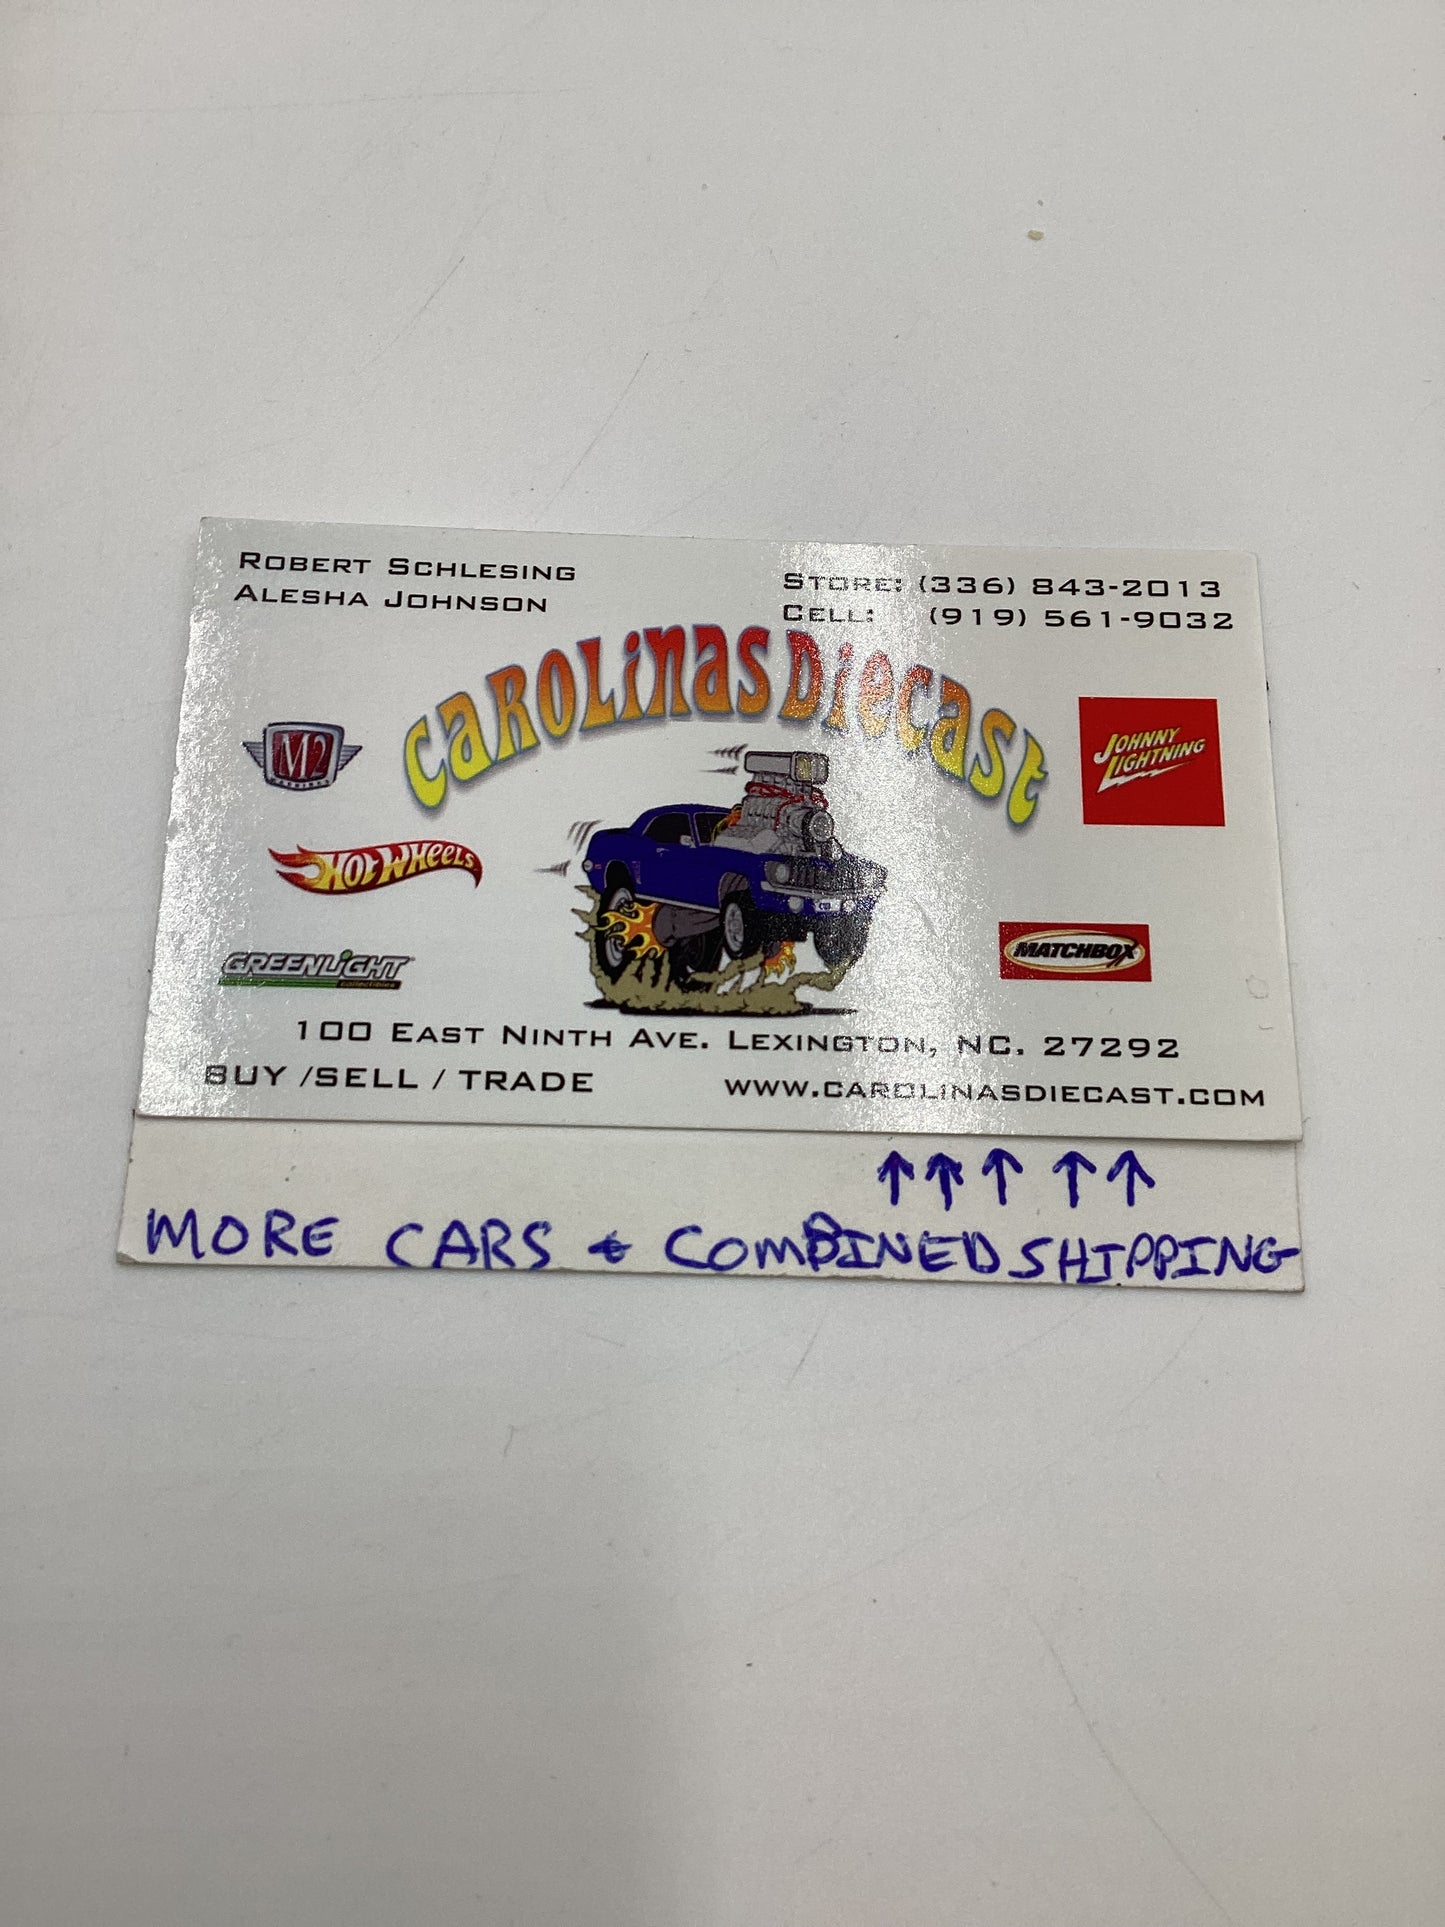 ROBERT SCHLESING
ALESHA JOHNSON
STORE: (336) 843-2013
CELL: (919) 561-9032
CAROLINAS DIECAST
M2
JOHNNY LIGHTNING
HOT WHEELS
GREENLIGHT
collectibles
MATCHBOX
100 EAST NINTH AVE. LEXINGTON, NC. 27292
BUY /SELL / TRADE
WWW.CAROLINASDIECAST.COM
↑ ↑ ↑ ↑ ↑
MORE CARS & COMBINED SHIPPING